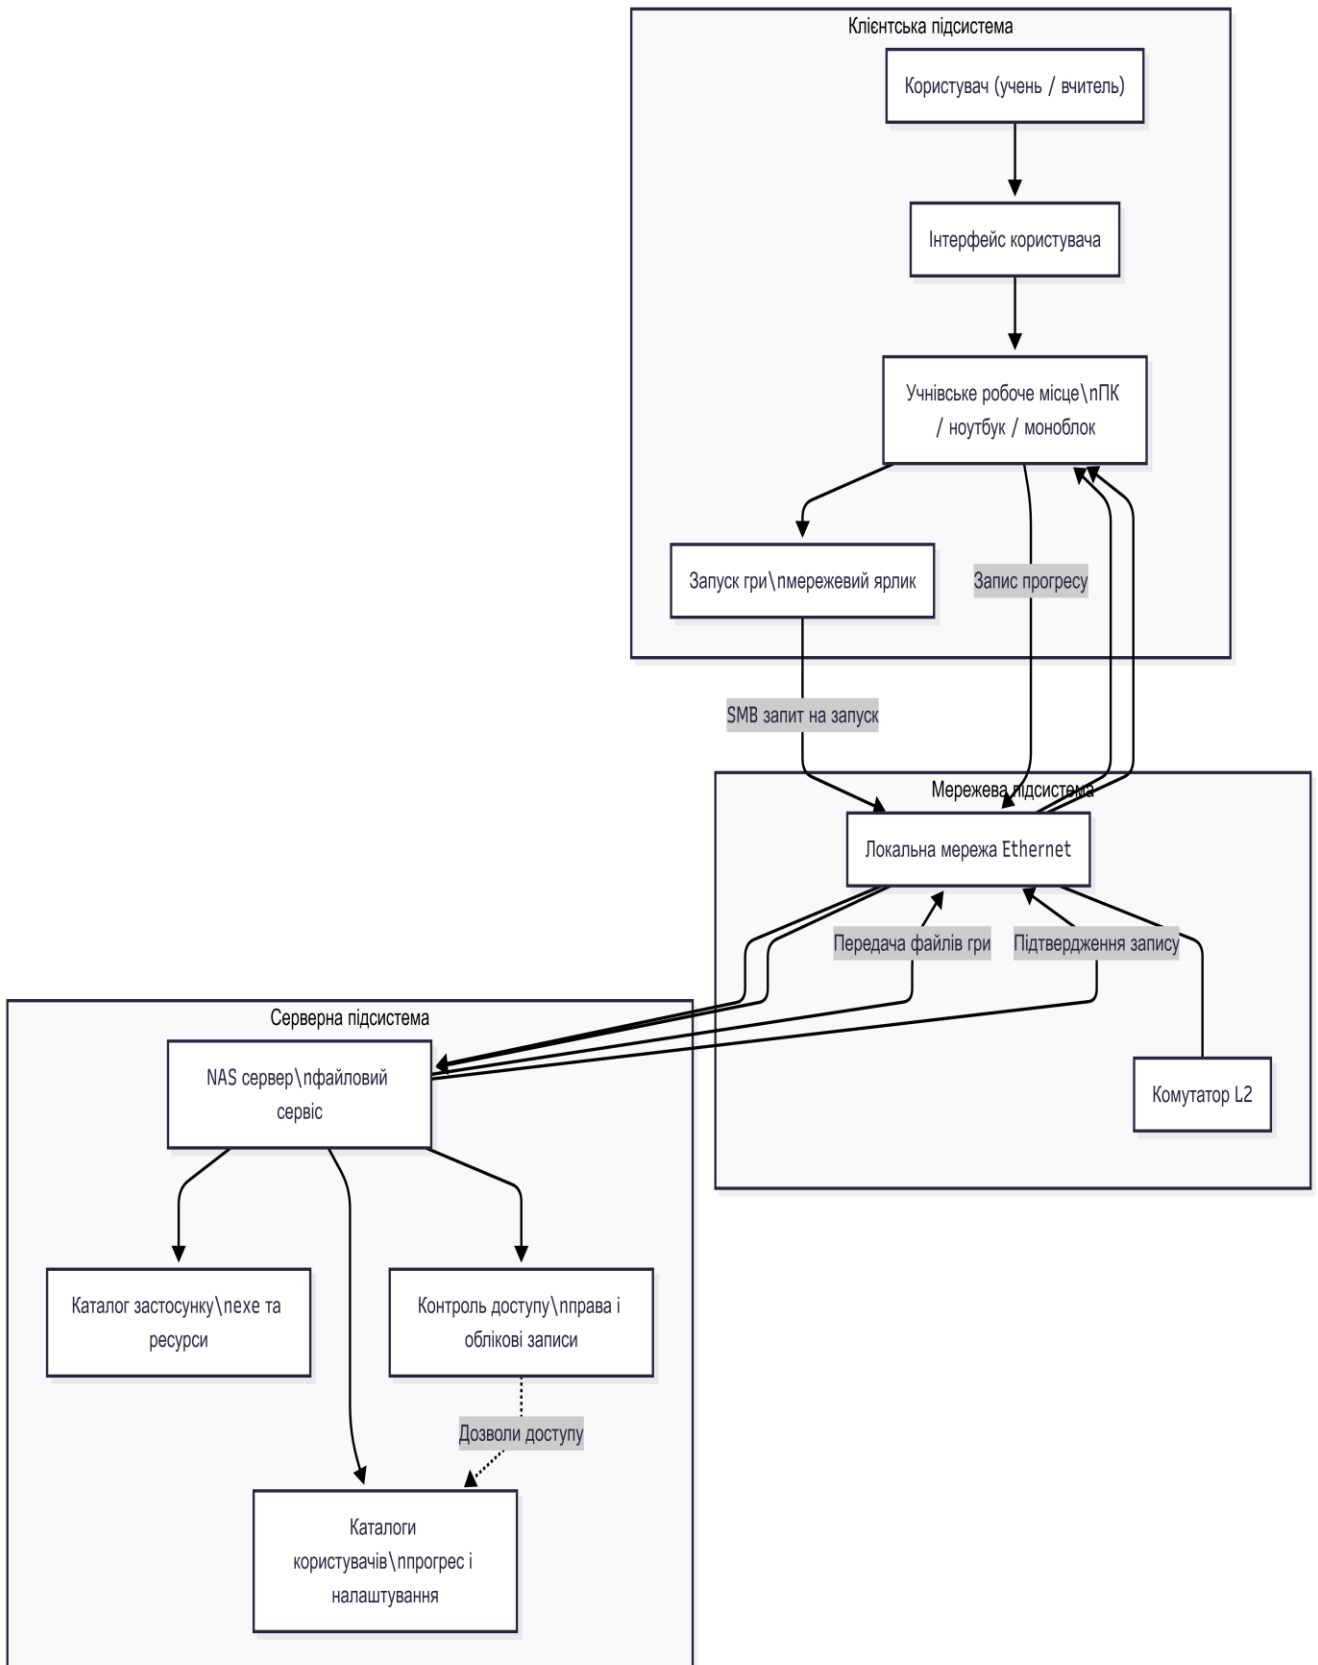 Клієнтська підсистема
Користувач (учень / вчитель)
Інтерфейс користувача
Учнівське робоче місце\nПК
/ ноутбук / моноблок
Запуск гри\nмережевий ярлик
Запис прогресу
SMB запит на запуск
Мережева підсистема
Локальна мережа Ethernet
Передача файлів гри
Підтвердження запису
Серверна підсистема
NAS сервер\nфайловий
сервіс
Комутатор L2
Каталог застосунку\nexe та
ресурси
Контроль доступу\nправа і
облікові записи
Дозволи доступу
Каталоги
користувачів\nпрогрес і
налаштування